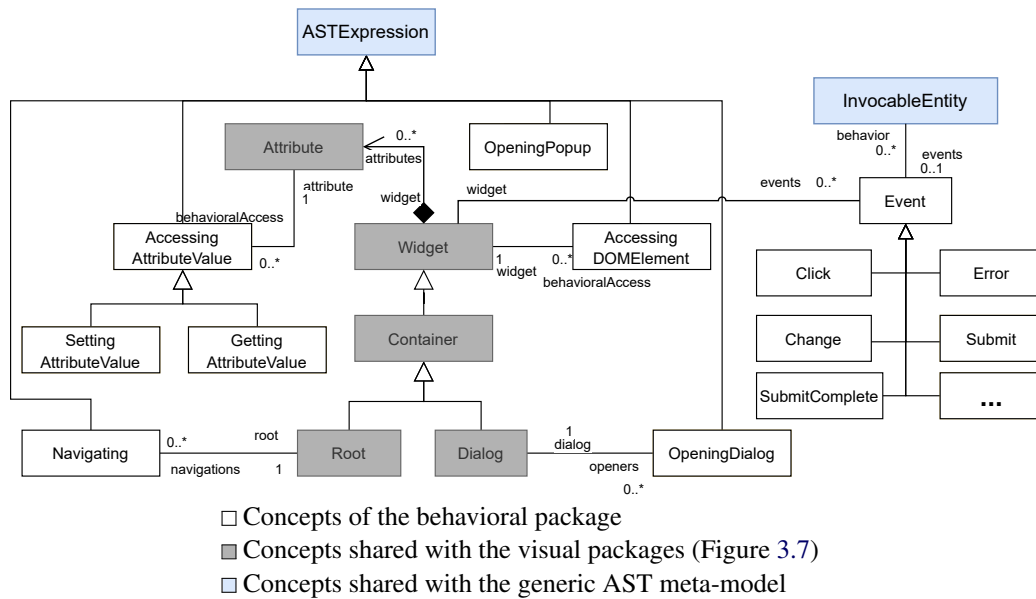 ASTExpression
InvocableEntity
behavior
0..*
events
0..1
Attribute
0..*
attributes
OpeningPopup
attribute
1
widget
widget
events
0..*
Event
behavioralAccess
Accessing
AttributeValue
0..*
Widget
1
widget
0..*
behavioralAccess
Accessing
DOMElement
Click
Error
Setting
AttributeValue
Getting
AttributeValue
Container
Change
Submit
SubmitComplete
...
Navigating
0..*
navigations
root
1
Root
Dialog
1
dialog
openers
0..*
OpeningDialog
Concepts of the behavioral package
Concepts shared with the visual packages (Figure 3.7)
Concepts shared with the generic AST meta-model